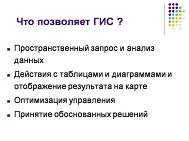 Что позволяет ГИС ?
Пространственный запрос и анализ
данных
Действия с таблицами и диаграммами и
отображение результата на карте
Оптимизация управления
Принятие обоснованных решений